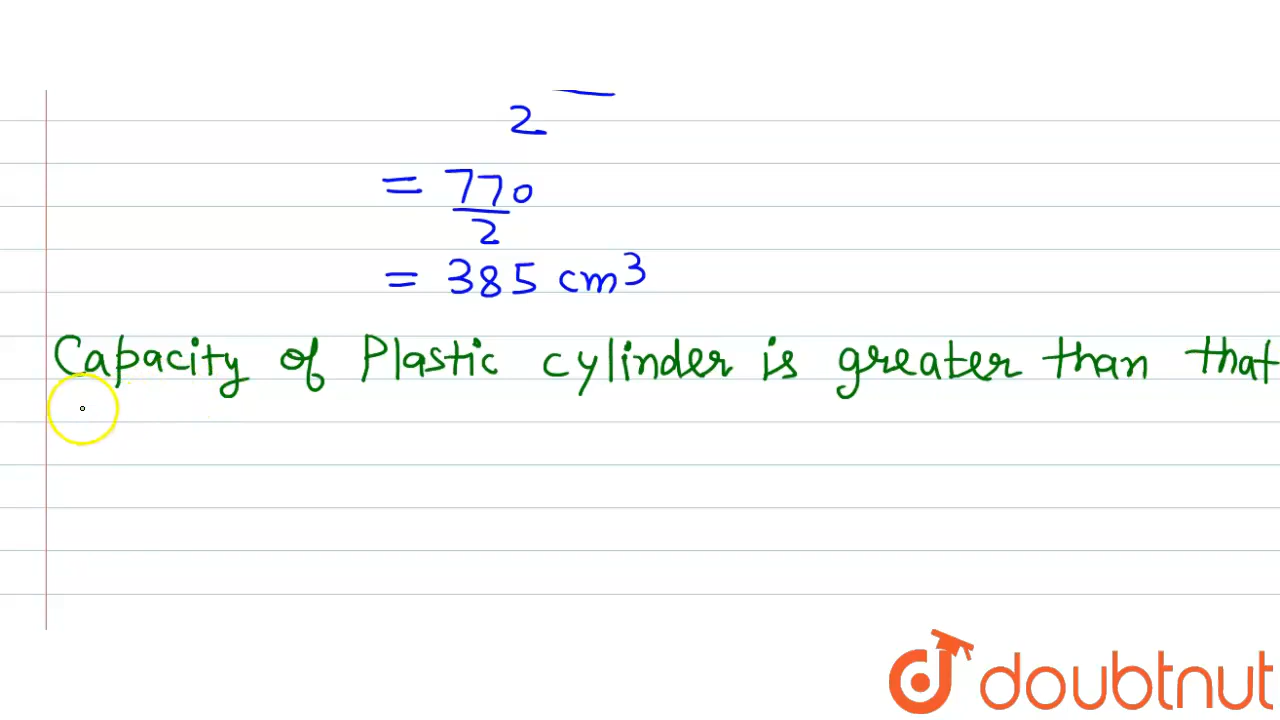 2
= 770
2
= 385 cm3
Capacity of Plastic cylinder is greater than that
doubtnut